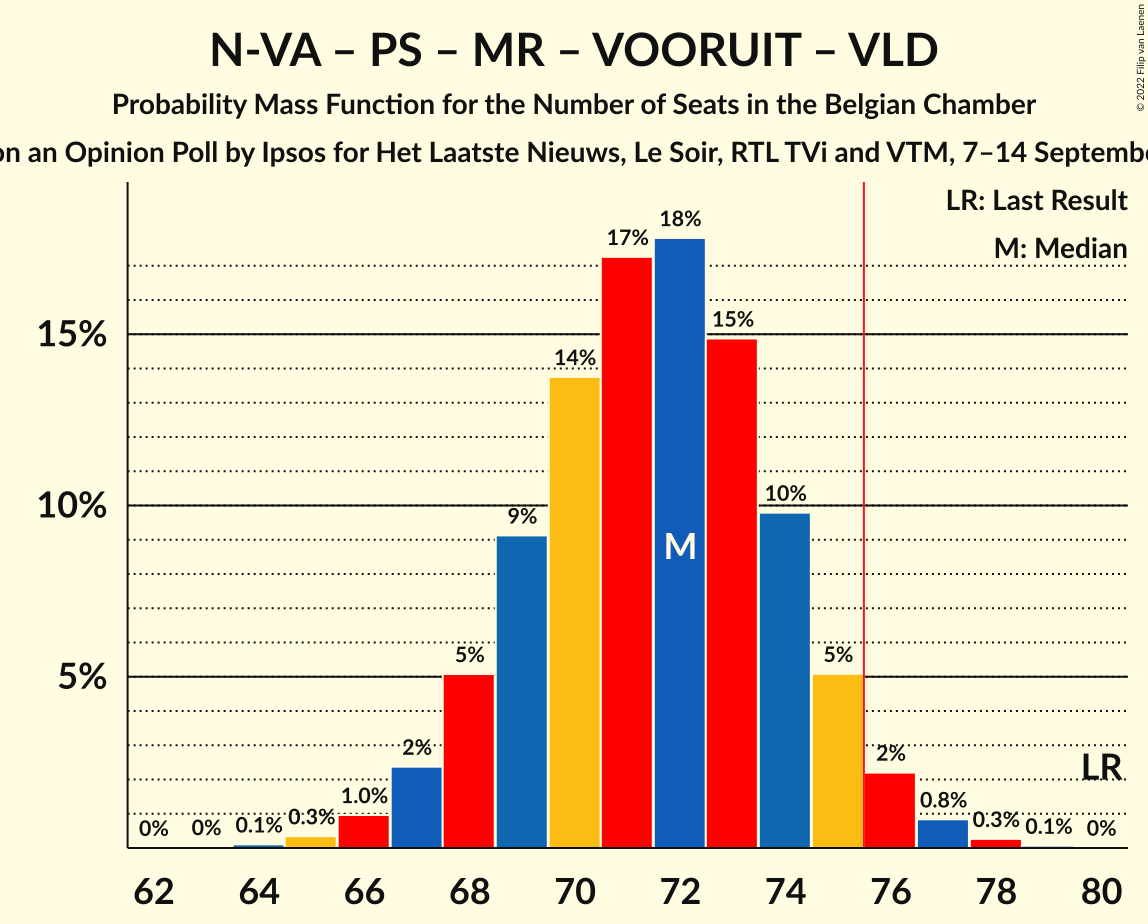 N-VA – PS – MR – VOORUIT – VLD
Probability Mass Function for the Number of Seats in the Belgian Chamber
on an Opinion Poll by Ipsos for Het Laatste Nieuws, Le Soir, RTL TVi and VTM, 7–14 Septembe
© 2022 Filip van Laenen
LR: Last Result
M: Median
15%
10%
5%
0% 0% 0.1% 0.3% 1.0% 2% 5% 9% 14% 17% 18% 15% 10% 5% 2% 0.8% 0.3% 0.1% 0%
M
LR
62 64 66 68 70 72 74 76 78 80